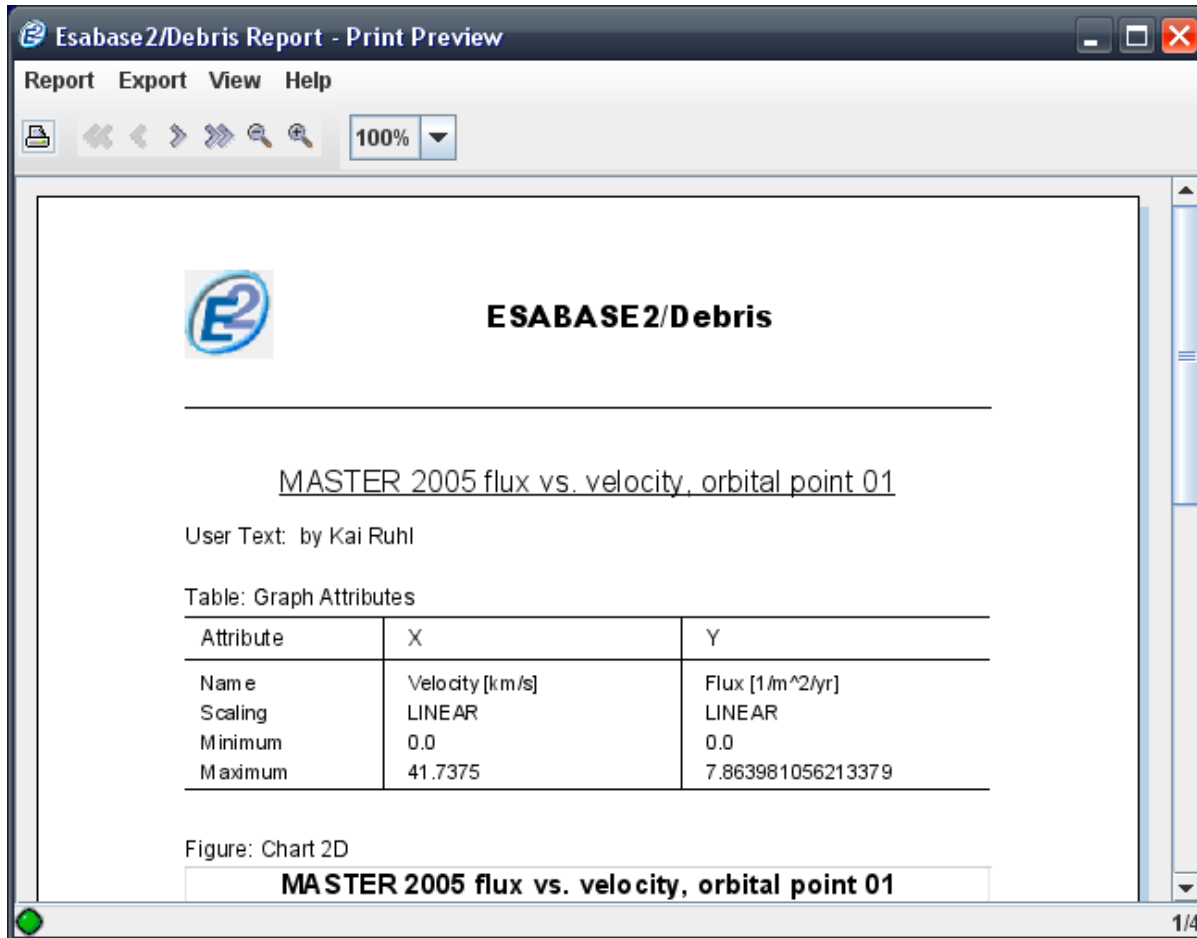 Esabase2/Debris Report - Print Preview
Report Export View Help
100%
E2
ESABASE2/Debris
MASTER 2005 flux vs. velocity, orbital point 01
User Text: by Kai Ruhl
Table: Graph Attributes
Attribute X Y
Name Velocity [km/s] Flux [1/m^2/yr]
Scaling LINEAR LINEAR
Minimum 0.0 0.0
Maximum 41.7375 7.863981056213379
Figure: Chart 2D
MASTER 2005 flux vs. velocity, orbital point 01
1/4